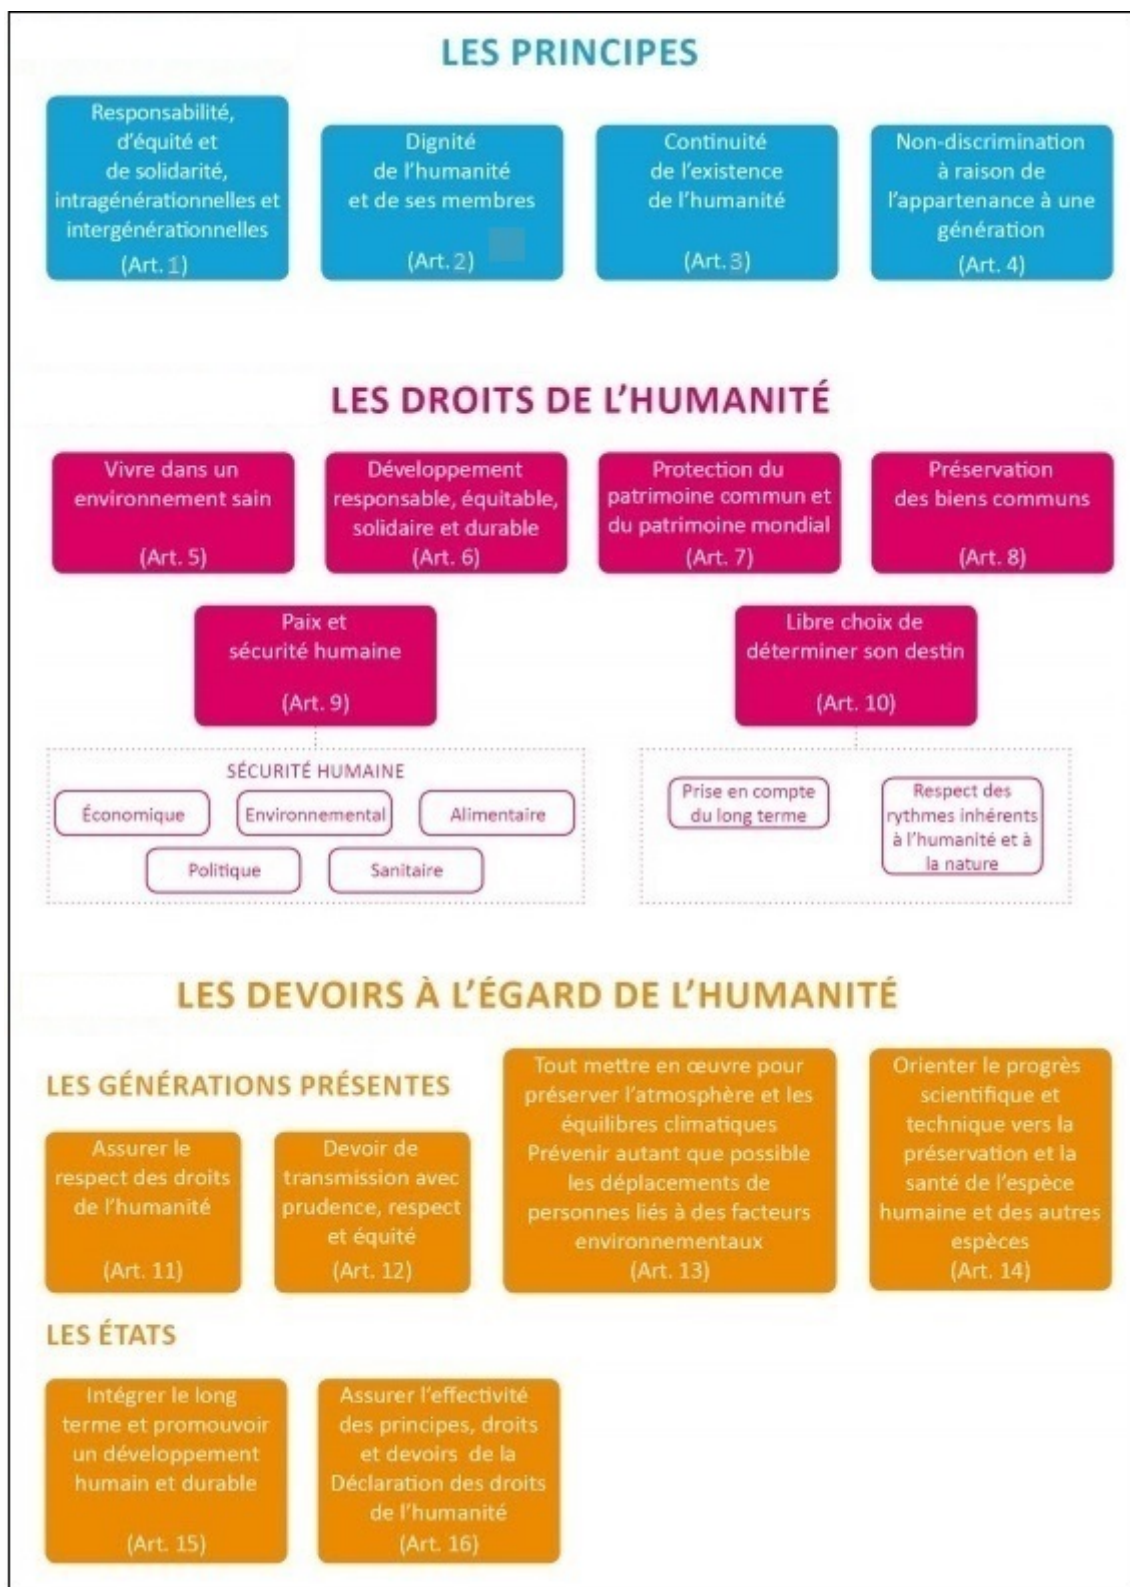 LES PRINCIPES
Responsabilité,
d'équité et
de solidarité,
intragénérationnelles et
intergénérationnelles
(Art. 1)
Dignité
de l'humanité
et de ses membres
(Art. 2)
Continuité
de l'existence
de l'humanité
(Art. 3)
Non-discrimination
à raison de
l'appartenance à une
génération
(Art. 4)
LES DROITS DE L'HUMANITÉ
Vivre dans un
environnement sain
(Art. 5)
Développement
responsable, équitable,
solidaire et durable
(Art. 6)
Protection du
patrimoine commun et
du patrimoine mondial
(Art. 7)
Préservation
des biens communs
(Art. 8)
Paix et
sécurité humaine
(Art. 9)
Libre choix de
déterminer son destin
(Art. 10)
SÉCURITÉ HUMAINE
Économique
Environnemental
Alimentaire
Politique
Sanitaire
Prise en compte
du long terme
Respect des
rythmes inhérents
à l'humanité et à
la nature
LES DEVOIRS À L'ÉGARD DE L'HUMANITÉ
LES GÉNÉRATIONS PRÉSENTES
Assurer le
respect des droits
de l'humanité
(Art. 11)
Devoir de
transmission avec
prudence, respect
et équité
(Art. 12)
Tout mettre en œuvre pour
préserver l'atmosphère et les
équilibres climatiques
Prévenir autant que possible
les déplacements de
personnes liés à des facteurs
environnementaux
(Art. 13)
Orienter le progrès
scientifique et
technique vers la
préservation et la
santé de l'espèce
humaine et des autres
espèces
(Art. 14)
LES ÉTATS
Intégrer le long
terme et promouvoir
un développement
humain et durable
(Art. 15)
Assurer l'effectivité
des principes, droits
et devoirs de la
Déclaration des droits
de l'humanité
(Art. 16)